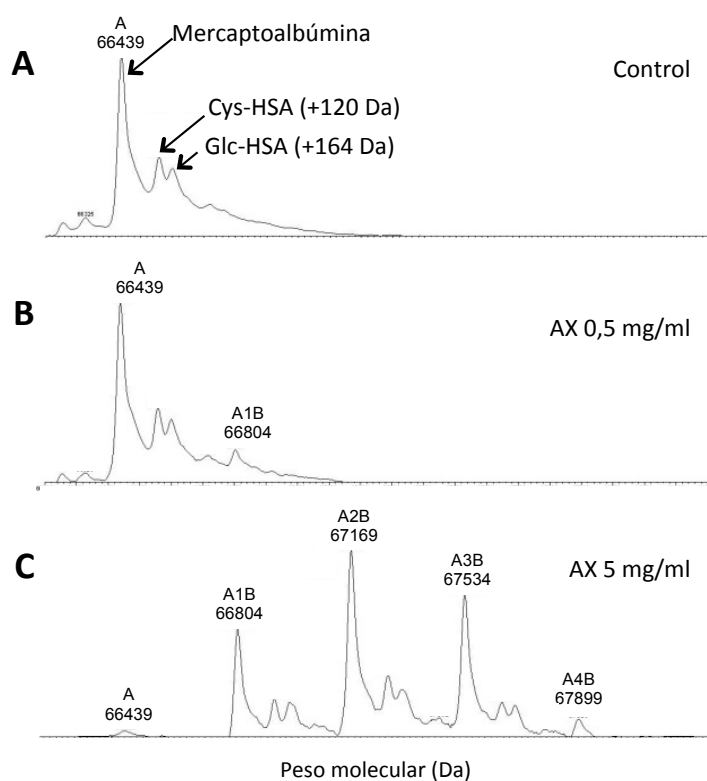 A
66439
Mercaptoalbúmina
A
Control
Cys-HSA (+120 Da)
Glc-HSA (+164 Da)
A
66439
B
AX 0,5 mg/ml
A1B
66804
A2B
67169
C
A3B
67534
AX 5 mg/ml
A1B
66804
A4B
67899
A
66439
Peso molecular (Da)